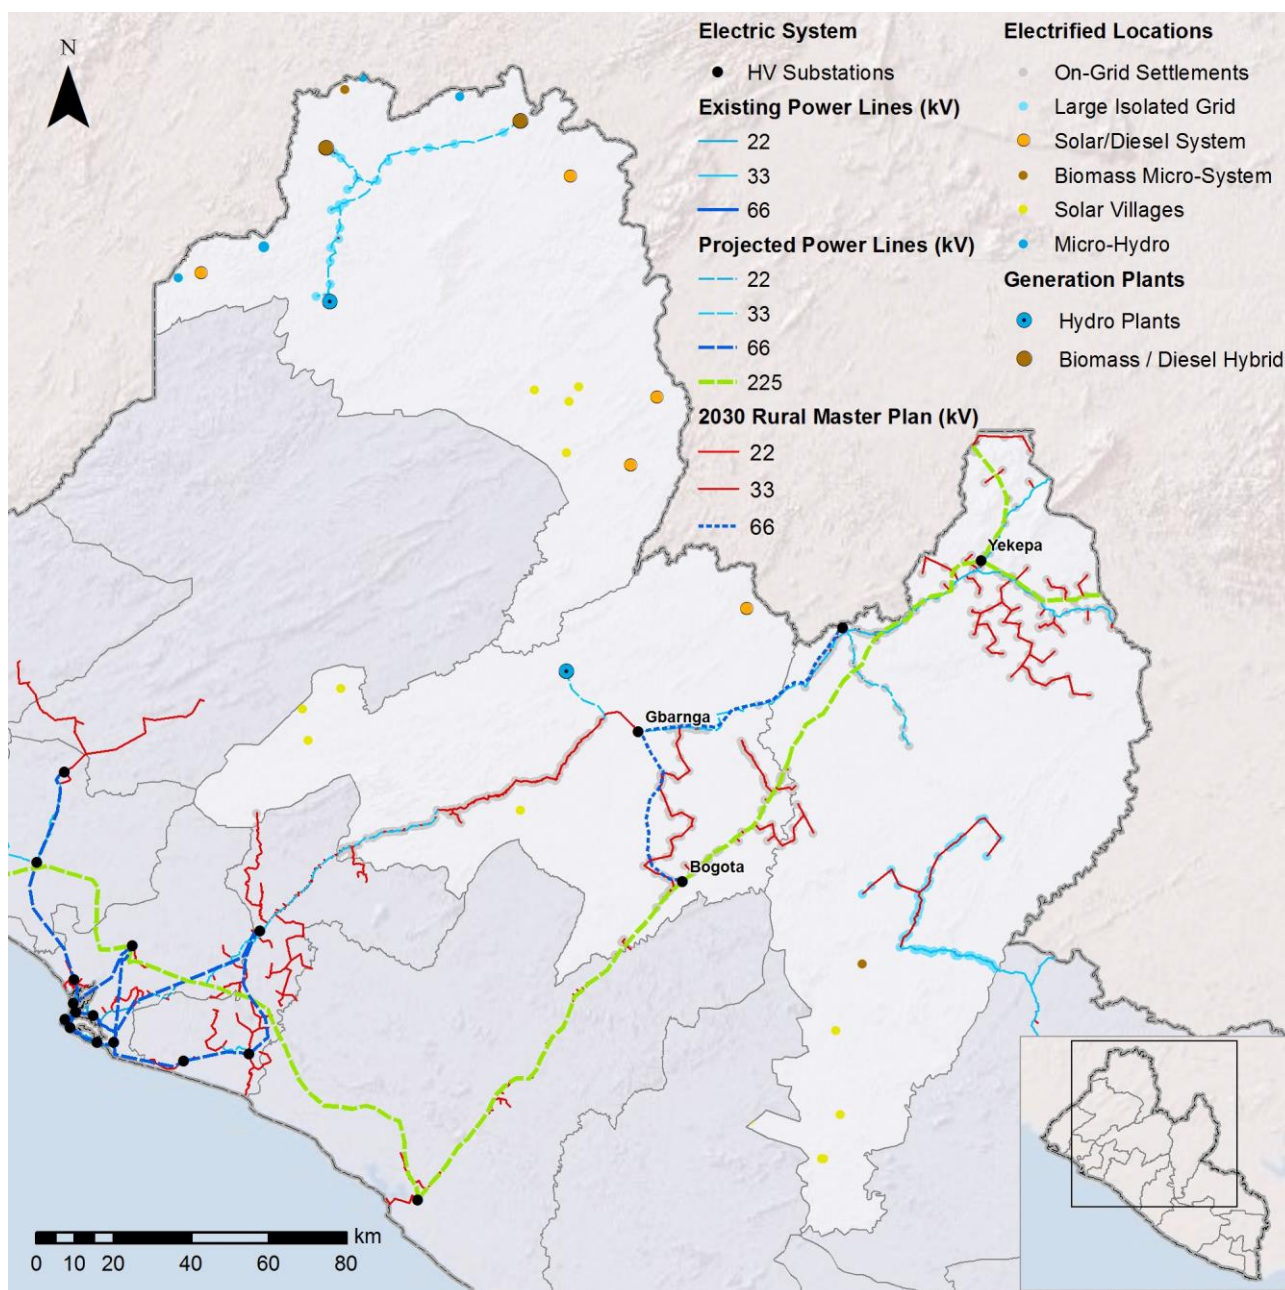 N
Electric System
HV Substations
Existing Power Lines (kV)
22
33
66
Projected Power Lines (kV)
22
33
66
225
2030 Rural Master Plan (kV)
22
33
66
Electrified Locations
On-Grid Settlements
Large Isolated Grid
Solar/Diesel System
Biomass Micro-System
Solar Villages
Micro-Hydro
Generation Plants
Hydro Plants
Biomass / Diesel Hybrid
Yekepa
Gbarnga
Bogota
km
0 10 20 40 60 80